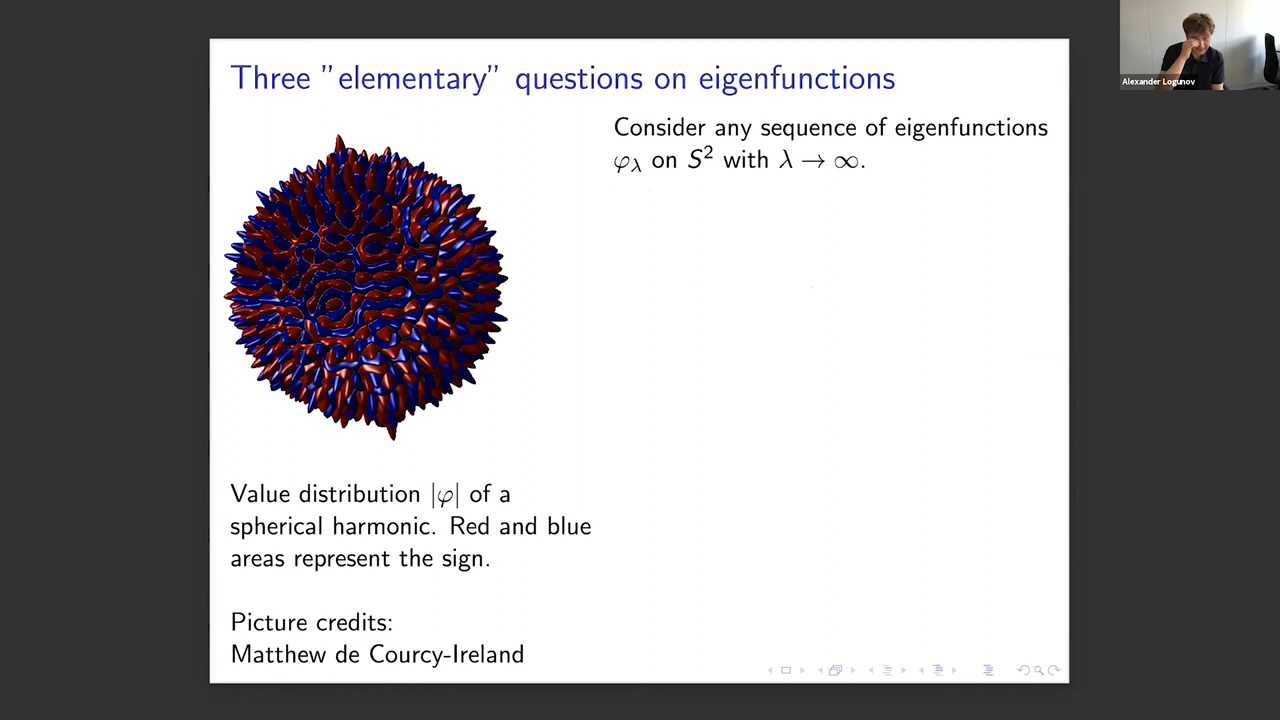 Three "elementary" questions on eigenfunctions
Consider any sequence of eigenfunctions
φλ on S² with λ → ∞.
Value distribution |φ| of a
spherical harmonic. Red and blue
areas represent the sign.
Picture credits:
Matthew de Courcy-Ireland
Alexander Logunov